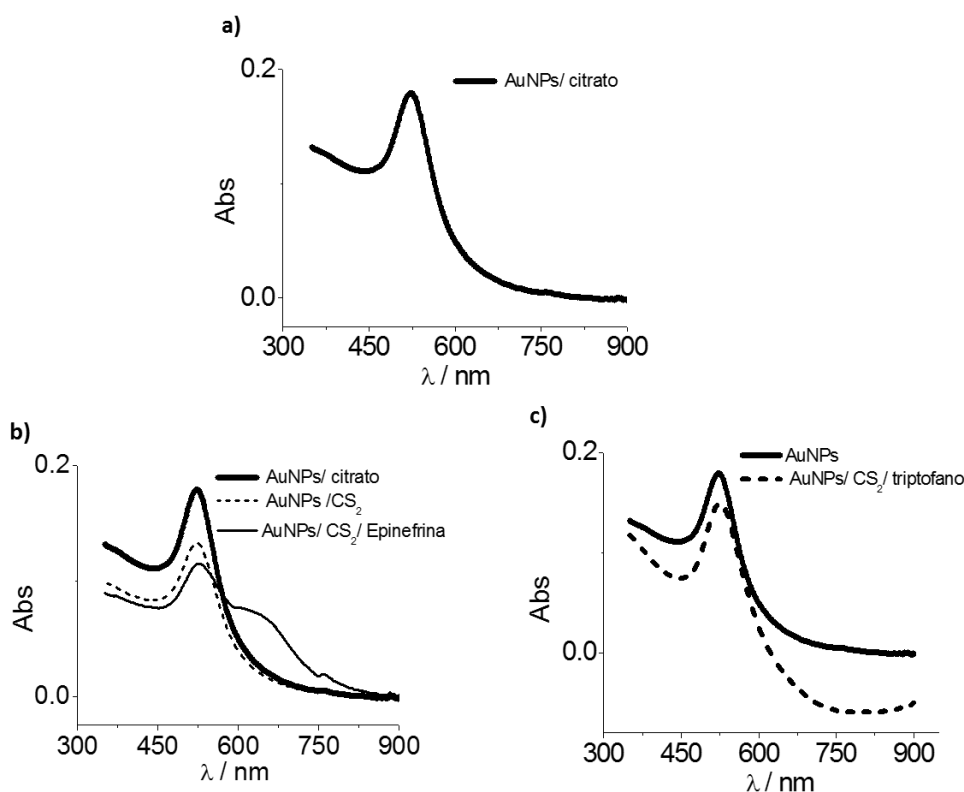 a)
0.2
AuNPs/ citrato
Abs
0.0
300 450 600 750 900
λ / nm
b)
0.2
AuNPs/ citrato
AuNPs /CS₂
AuNPs/ CS₂/ Epinefrina
Abs
0.0
300 450 600 750 900
λ / nm
c)
0.2
AuNPs
AuNPs/ CS₂/ triptofano
Abs
0.0
300 450 600 750 900
λ / nm